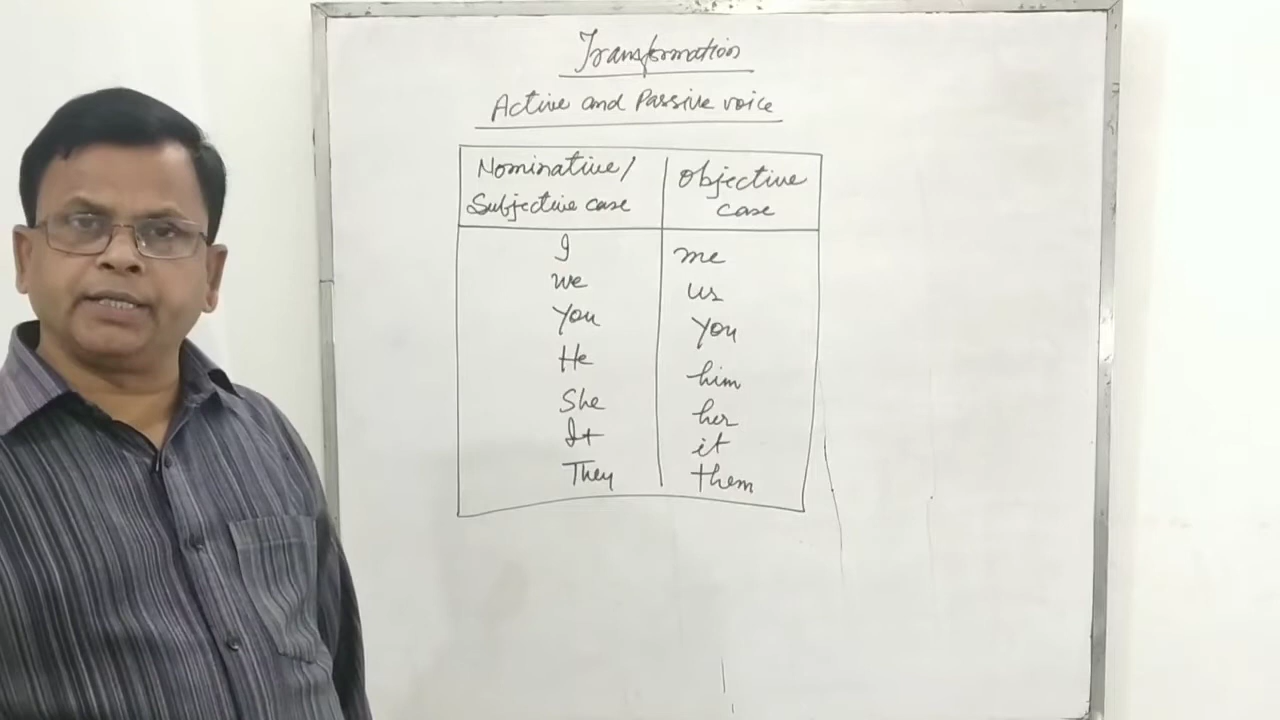 Transformation
Active and Passive voice
Nominative/ Objective
Subjective case case
I me
we us
You You
He him
She her
It it
They them